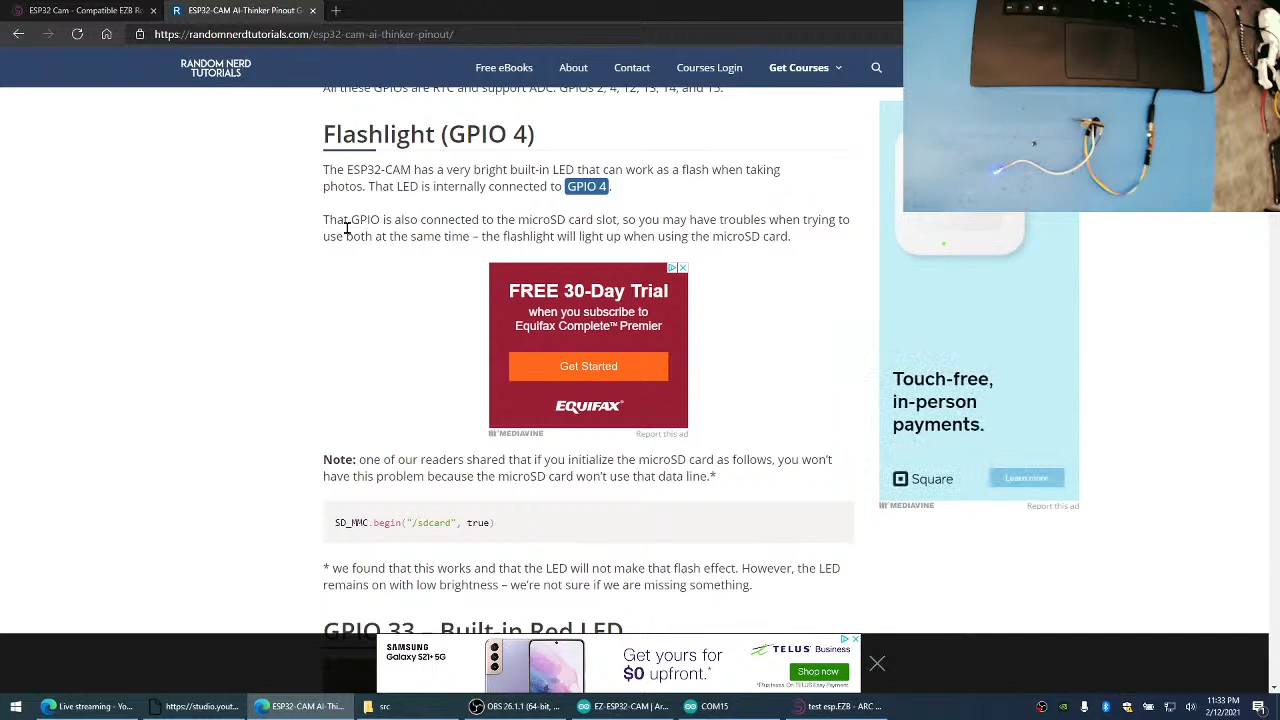 ESP32 Cam - Compatible EZB Ro
ESP32-CAM AI-Thinker Pinout G
https://randomnerdtutorials.com/esp32-cam-ai-thinker-pinout/
RANDOM NERD
TUTORIALS
Free eBooks
About
Contact
Courses Login
Get Courses
All these GPIOs are RTC and support ADC: GPIOs 2, 4, 12, 13, 14, and 15.
Flashlight (GPIO 4)
The ESP32-CAM has a very bright built-in LED that can work as a flash when taking
photos. That LED is internally connected to GPIO 4.
That GPIO is also connected to the microSD card slot, so you may have troubles when trying to
use both at the same time – the flashlight will light up when using the microSD card.
FREE 30-Day Trial
when you subscribe to
Equifax Complete™ Premier
Get Started
EQUIFAX®
MEDIAVINE
Report this ad
Touch-free,
in-person
payments.
Square
Learn more
MEDIAVINE
Report this ad
Note: one of our readers shared that if you initialize the microSD card as follows, you won't
have this problem because the microSD card won't use that data line.*
SD_MMC.begin("/sdcard", true)
* we found that this works and that the LED will not make that flash effect. However, the LED
remains on with low brightness – we're not sure if we are missing something.
GPIO 33 – Built-in Red LED
SAMSUNG
Galaxy S21+ 5G
Get yours for
$0 upfront.*
TELUS Business
Shop now
*Purchase On TELUS Easy Payment
Live streaming - Yo...
https://studio.yout...
ESP32-CAM AI-Thi...
src
OBS 26.1.1 (64-bit, ...
EZ-ESP32-CAM | Ar...
COM15
test esp.EZB - ARC ...
11:33 PM
2/12/2021